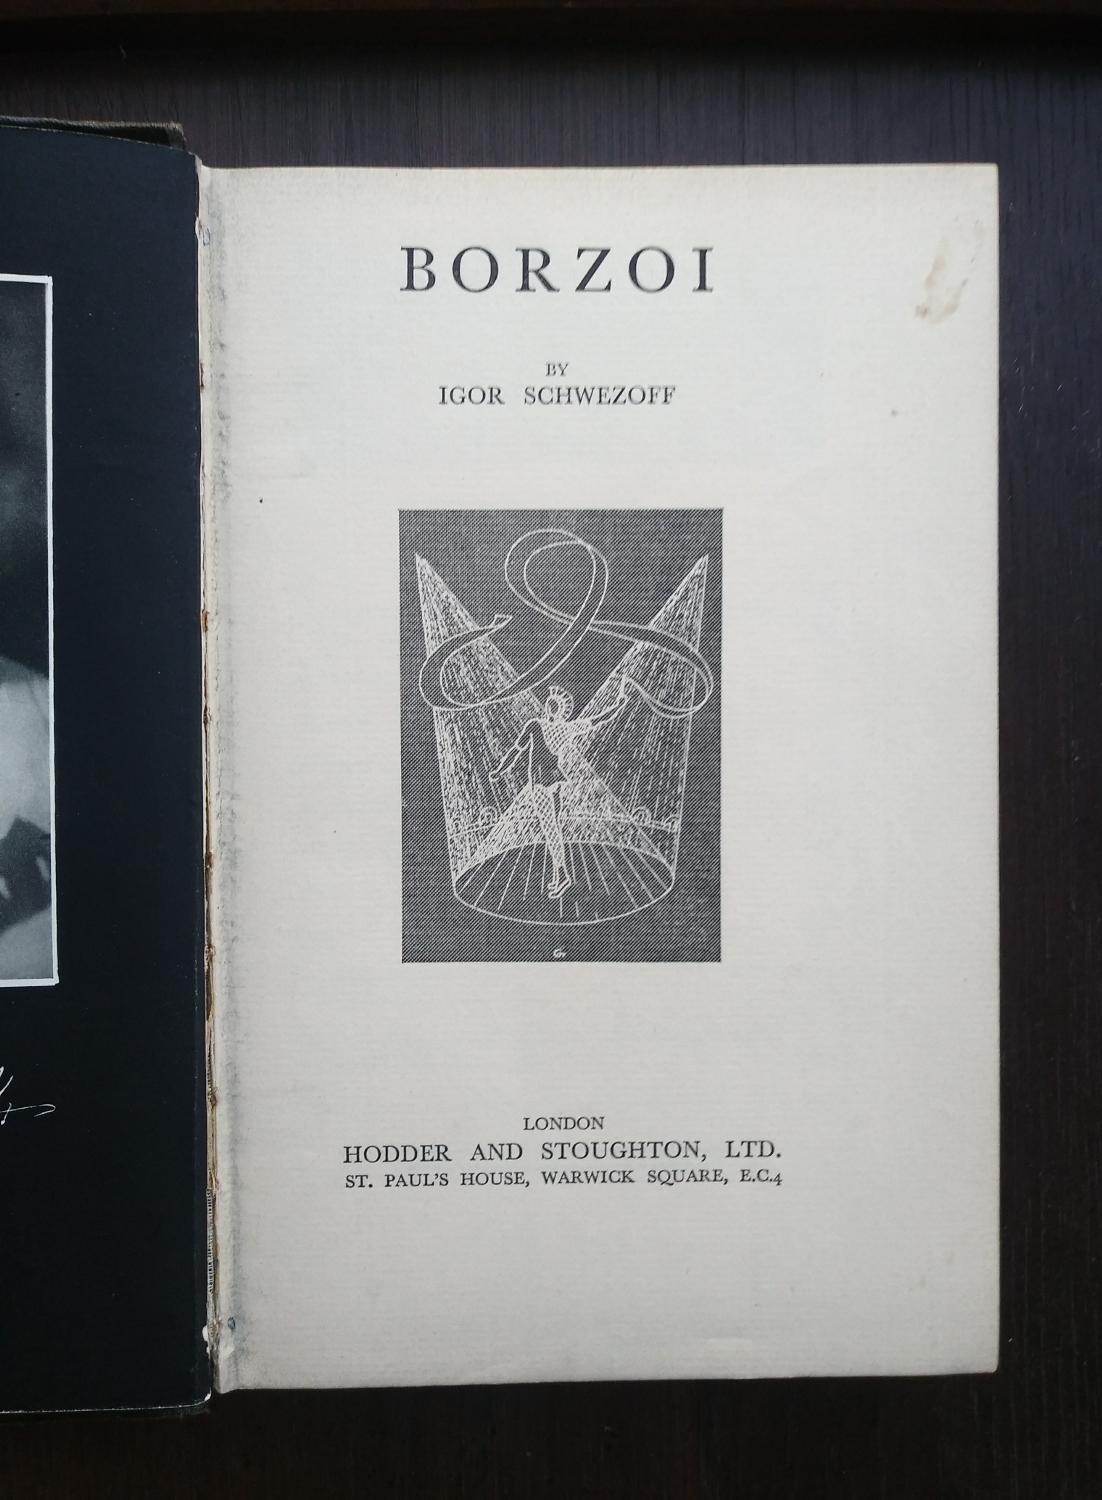 BORZOI
BY
IGOR SCHWEZOFF
G
LONDON
HODDER AND STOUGHTON, LTD.
ST. PAUL'S HOUSE, WARWICK SQUARE, E.C.4